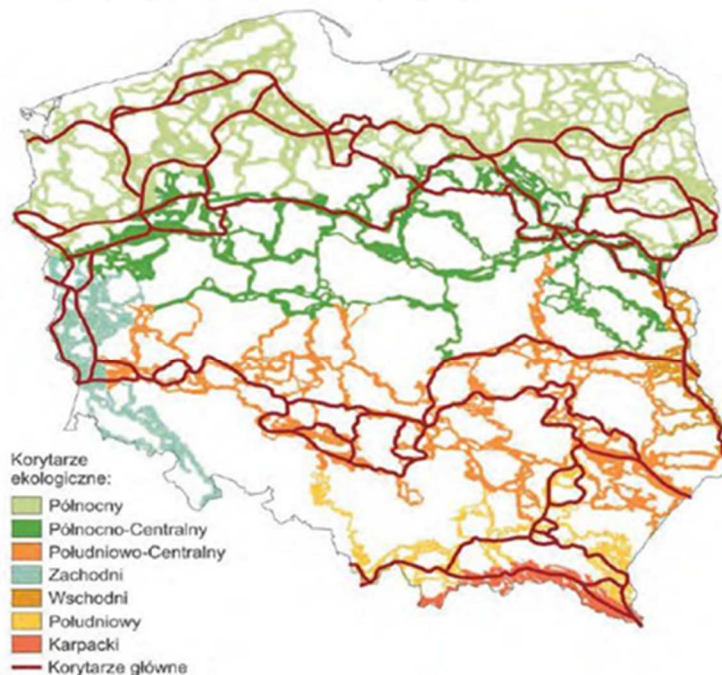 Korytarze
ekologiczne:
Północny
Północno-Centralny
Południowo-Centralny
Zachodni
Wschodni
Południowy
Karpacki
Korytarze główne